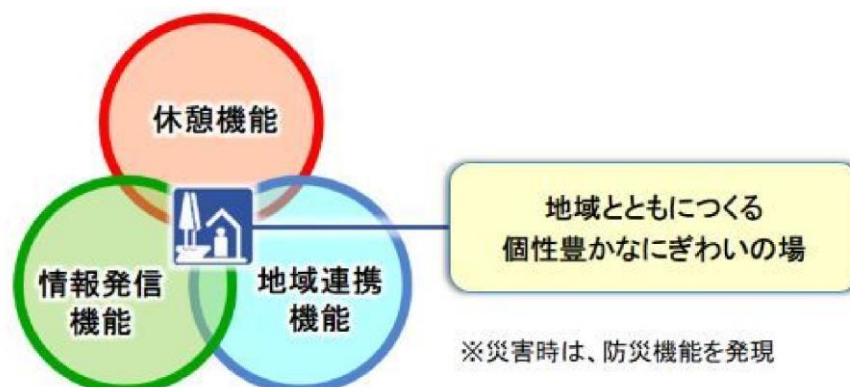 休憩機能
情報発信
機能
地域連携
機能
地域とともにつくる
個性豊かなにぎわいの場
※災害時は、防災機能を発現